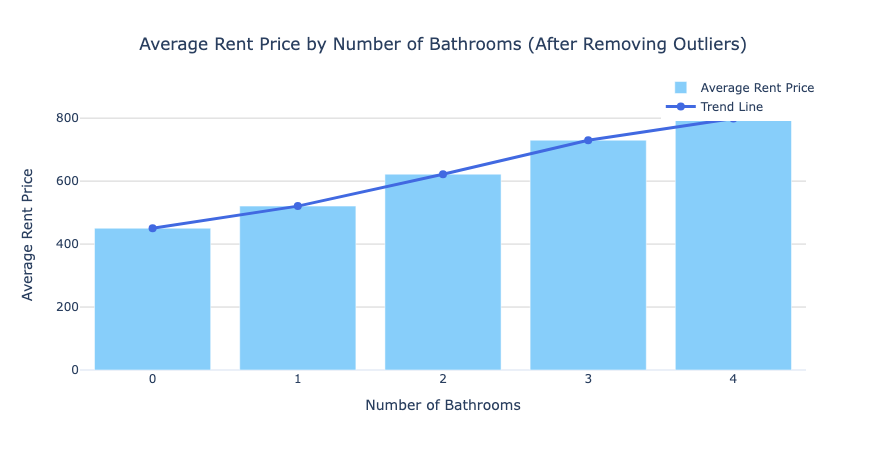 Average Rent Price by Number of Bathrooms (After Removing Outliers)
Average Rent Price
Trend Line
800
600
400
200
0
Average Rent Price
0 1 2 3 4
Number of Bathrooms